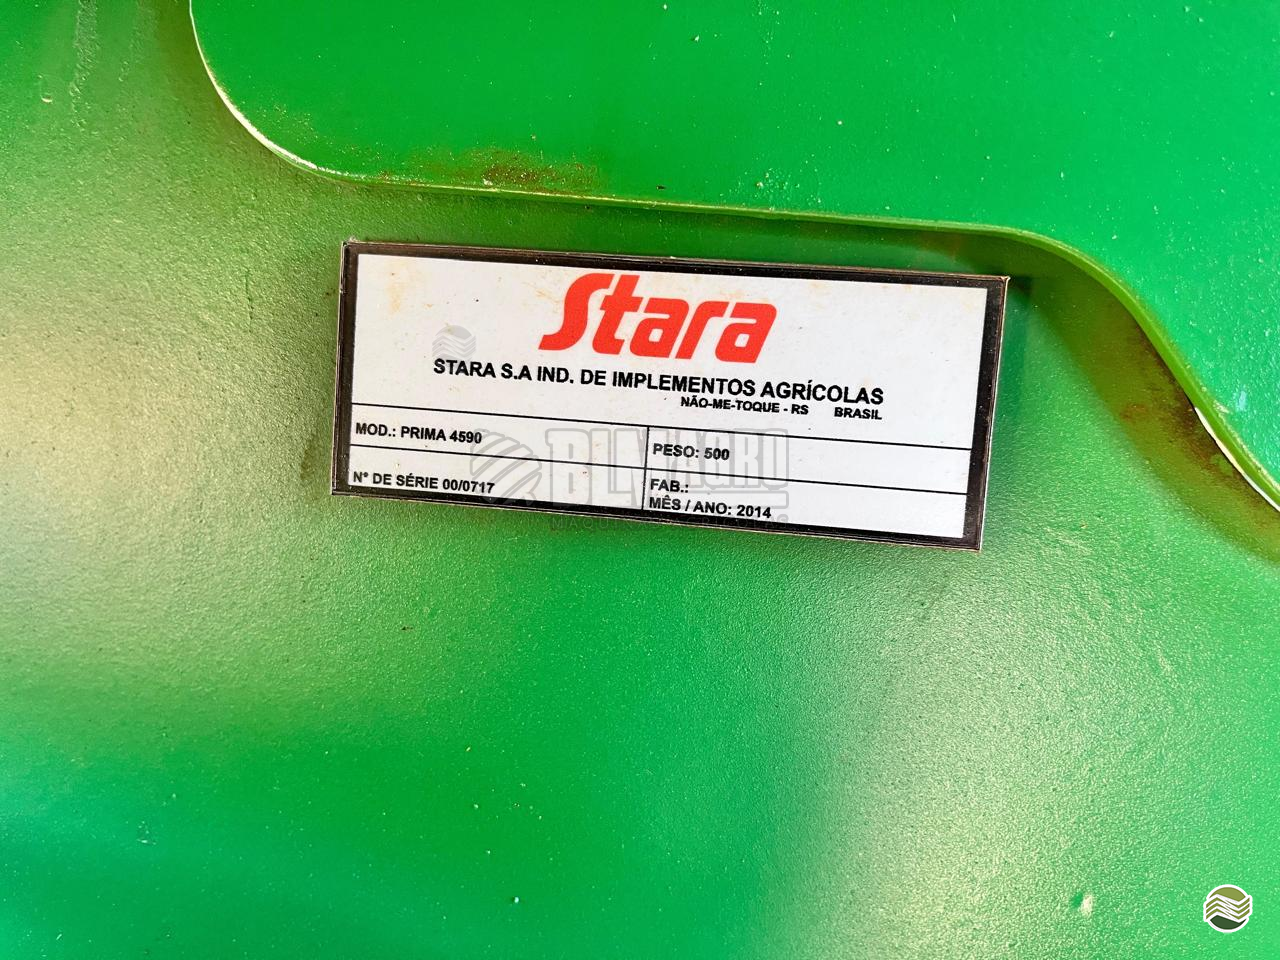 Stara
STARA S.A IND. DE IMPLEMENTOS AGRÍCOLAS
NÃO-ME-TOQUE - RS BRASIL
MOD.: PRIMA 4590
PESO: 500
N° DE SÉRIE 00/0717
FAB.:
MÊS / ANO: 2014